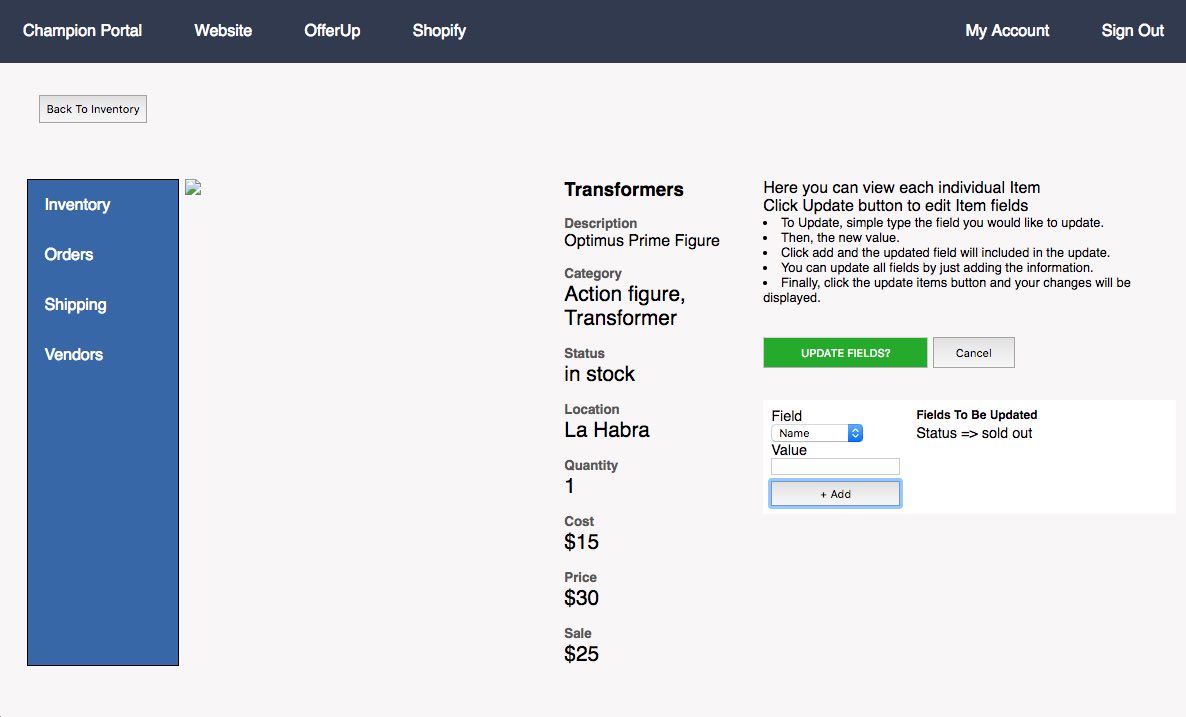 Champion Portal Website OfferUp Shopify My Account Sign Out
Back To Inventory
Inventory
Orders
Shipping
Vendors
Transformers
Description
Optimus Prime Figure
Category
Action figure,
Transformer
Status
in stock
Location
La Habra
Quantity
1
Cost
$15
Price
$30
Sale
$25
Here you can view each individual Item
Click Update button to edit Item fields
• To Update, simple type the field you would like to update.
• Then, the new value.
• Click add and the updated field will included in the update.
• You can update all fields by just adding the information.
• Finally, click the update items button and your changes will be
displayed.
UPDATE FIELDS? Cancel
Field
Name
Value
+ Add
Fields To Be Updated
Status => sold out